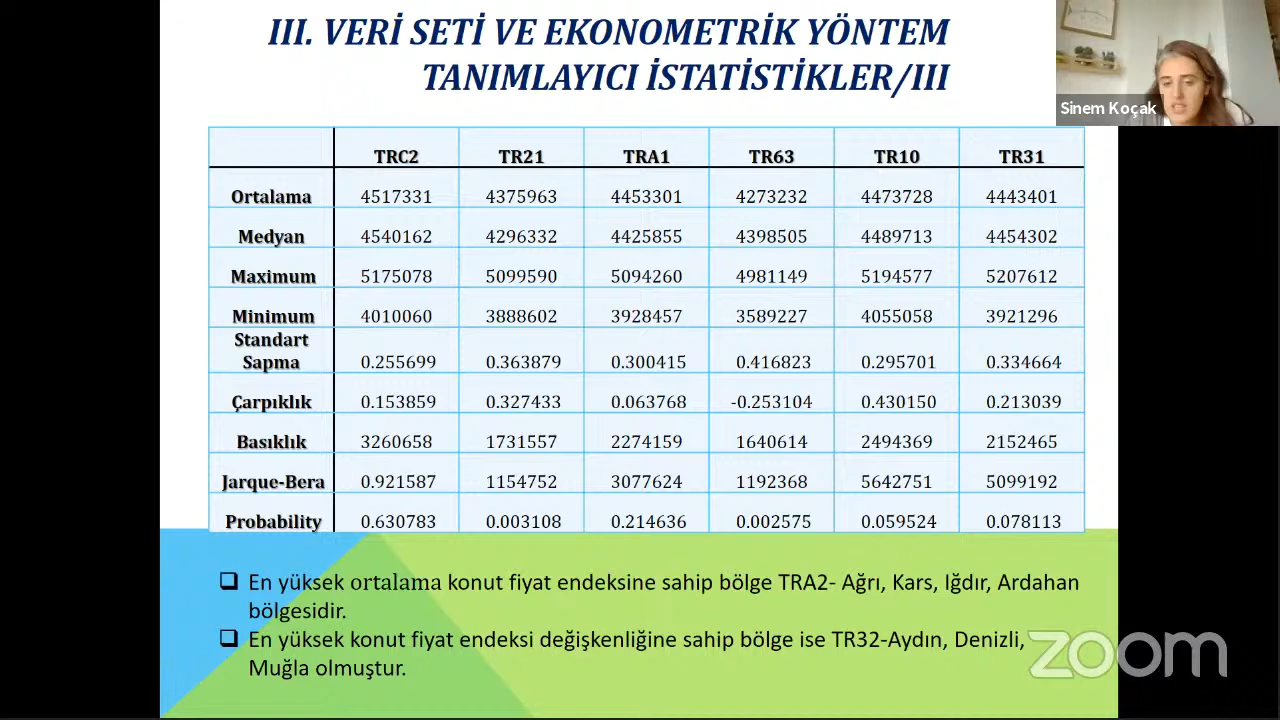 III. VERİ SETİ VE EKONOMETRİK YÖNTEM
TANIMLAYICI İSTATİSTİKLER/III
Sinem Koçak
TRC2 TR21 TRA1 TR63 TR10 TR31
Ortalama 4517331 4375963 4453301 4273232 4473728 4443401
Medyan 4540162 4296332 4425855 4398505 4489713 4454302
Maximum 5175078 5099590 5094260 4981149 5194577 5207612
Minimum 4010060 3888602 3928457 3589227 4055058 3921296
Standart
Sapma 0.255699 0.363879 0.300415 0.416823 0.295701 0.334664
Çarpıklık 0.153859 0.327433 0.063768 -0.253104 0.430150 0.213039
Basıklık 3260658 1731557 2274159 1640614 2494369 2152465
Jarque-Bera 0.921587 1154752 3077624 1192368 5642751 5099192
Probability 0.630783 0.003108 0.214636 0.002575 0.059524 0.078113
❑ En yüksek ortalama konut fiyat endeksine sahip bölge TRA2- Ağrı, Kars, Iğdır, Ardahan
bölgesidir.
❑ En yüksek konut fiyat endeksi değişkenliğine sahip bölge ise TR32-Aydın, Denizli,
Muğla olmuştur.
zoom